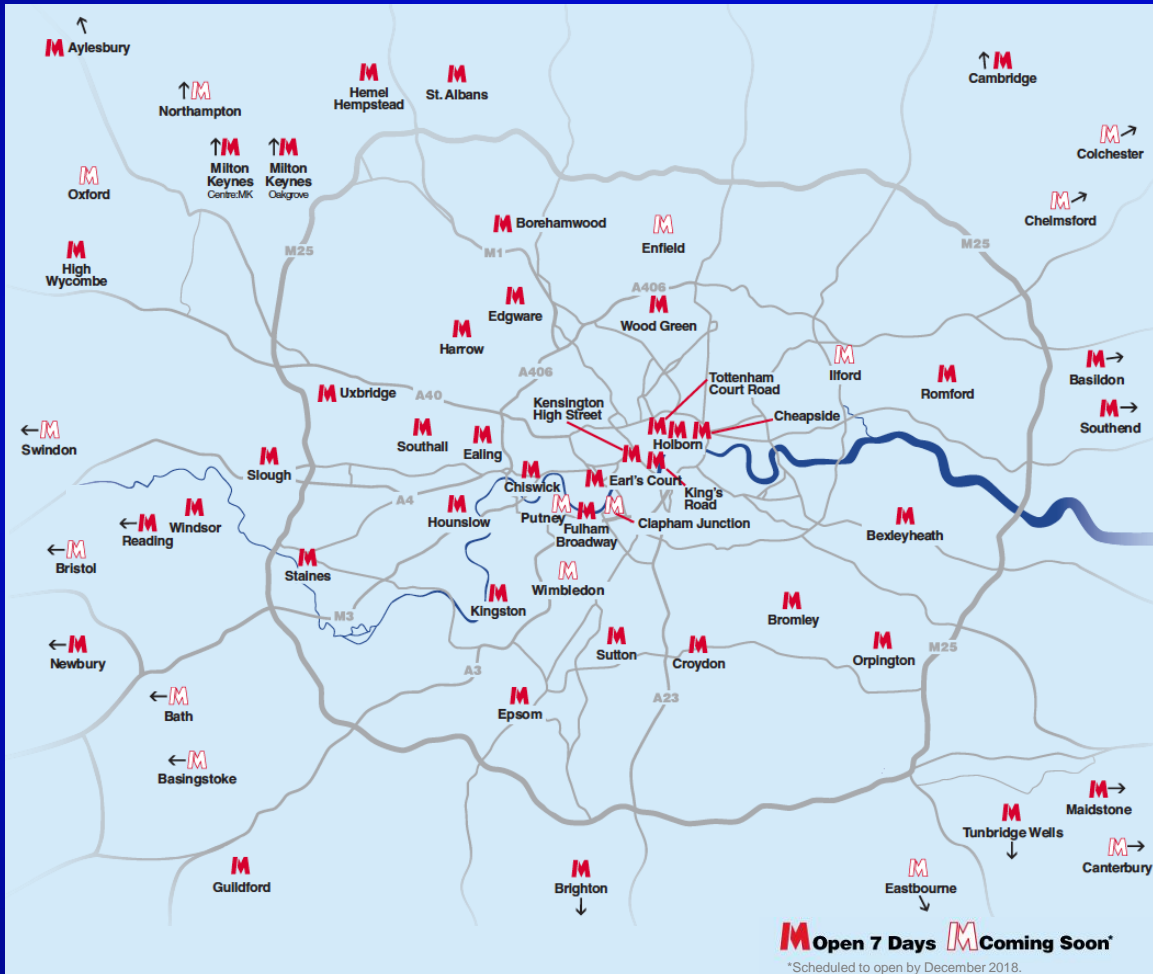 Aylesbury
Cambridge
Northampton
Hemel
Hempstead
St. Albans
Colchester
Milton
Keynes
Centre:MK
Milton
Keynes
Oakgrove
Oxford
Chelmsford
Borehamwood
Enfield
M25
M1
M25
High
Wycombe
A406
Edgware
Wood Green
Harrow
A406
Tottenham
Court Road
Ilford
Basildon
Romford
Uxbridge
A40
Kensington
High Street
Cheapside
Southend
Swindon
Southall
Ealing
Holborn
Slough
Chiswick
Earl's Court
King's
Road
A4
Windsor
Hounslow
Putney
Fulham
Broadway
Clapham Junction
Reading
Bexleyheath
Bristol
Staines
Wimbledon
Kingston
M3
Bromley
Newbury
Sutton
Croydon
Orpington
M25
A3
A23
Bath
Epsom
Basingstoke
Maidstone
Tunbridge Wells
Canterbury
Guildford
Brighton
Eastbourne
M Open 7 Days M Coming Soon*
*Scheduled to open by December 2018.